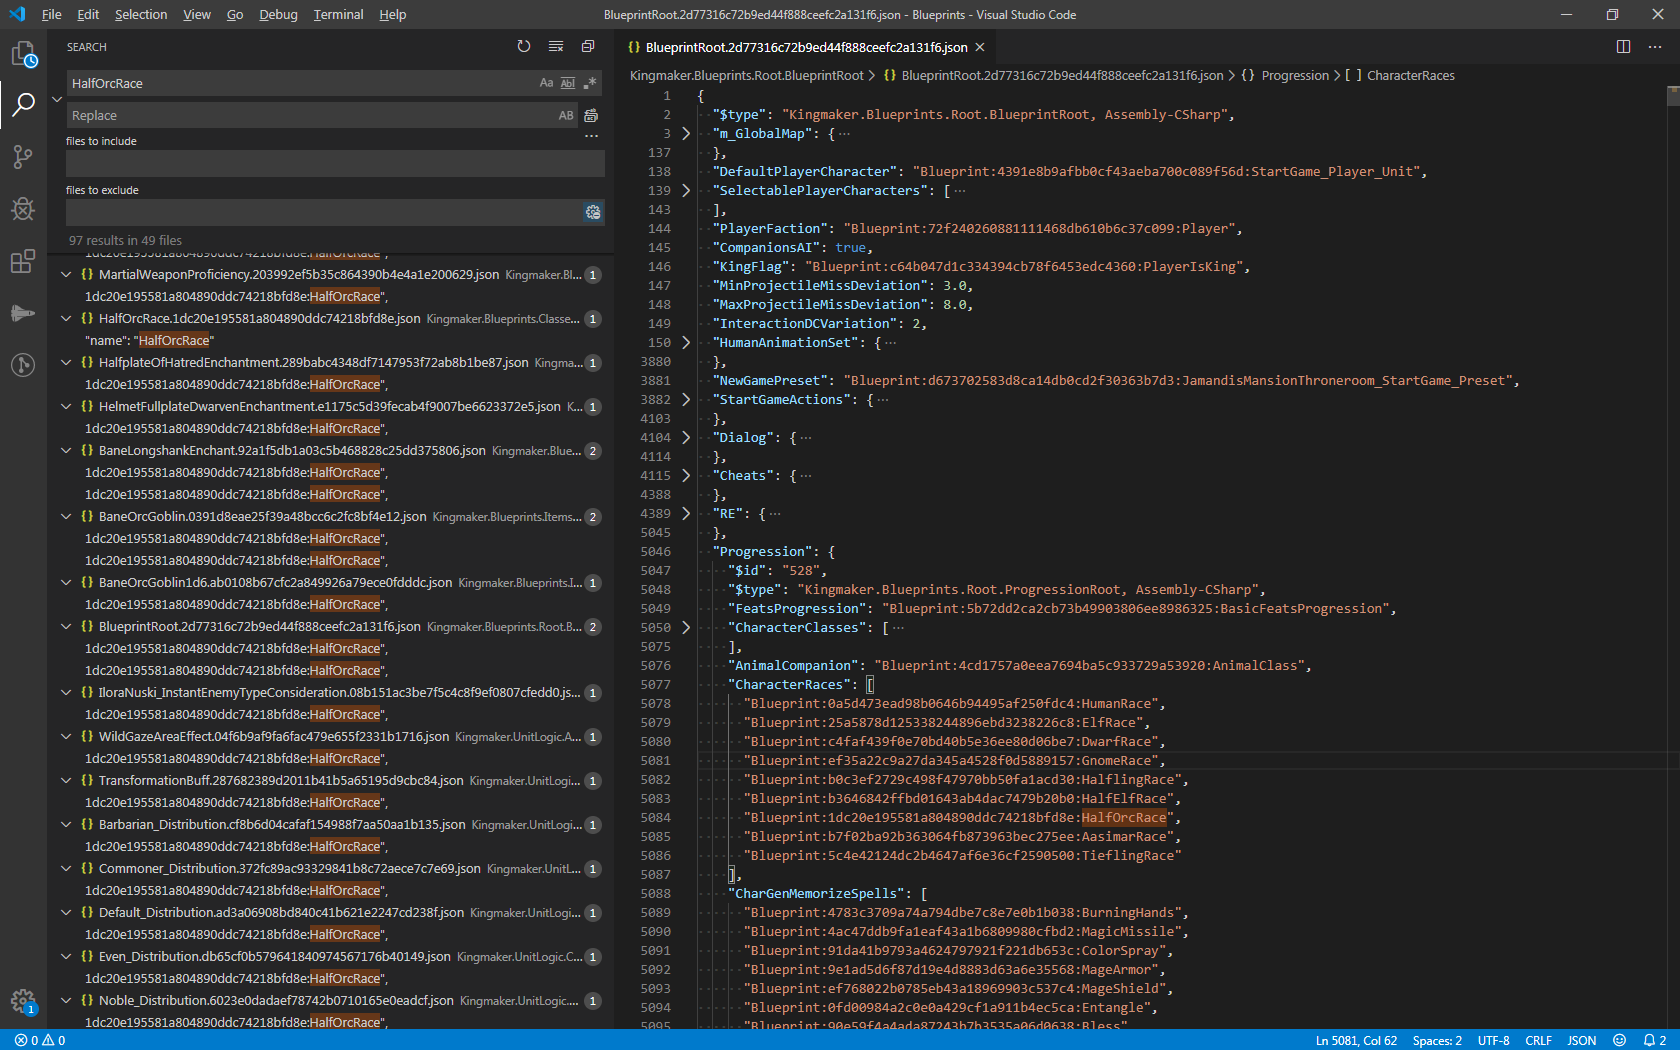 File Edit Selection View Go Debug Terminal Help
BlueprintRoot.2d77316c72b9ed44f888ceefc2a131f6.json - Blueprints - Visual Studio Code
SEARCH
HalfOrcRace
Aa Abl .*
Replace
AB
files to include
files to exclude
97 results in 49 files
1dc20e195581a804890ddc74218bfd8e:HalfOrcRace",
{} MartialWeaponProficiency.203992ef5b35c864390b4e4a1e200629.json Kingmaker.Bl... 1
1dc20e195581a804890ddc74218bfd8e:HalfOrcRace",
{} HalfOrcRace.1dc20e195581a804890ddc74218bfd8e.json Kingmaker.Blueprints.Classe... 1
"name": "HalfOrcRace"
{} HalfplateOfHatredEnchantment.289babc4348df7147953f72ab8b1be87.json Kingma... 1
1dc20e195581a804890ddc74218bfd8e:HalfOrcRace",
{} HelmetFullplateDwarvenEnchantment.e1175c5d39fecab4f9007be6623372e5.json K... 1
1dc20e195581a804890ddc74218bfd8e:HalfOrcRace",
{} BaneLongshankEnchant.92a1f5db1a03c5b468828c25dd375806.json Kingmaker.Blue... 2
1dc20e195581a804890ddc74218bfd8e:HalfOrcRace",
1dc20e195581a804890ddc74218bfd8e:HalfOrcRace",
{} BaneOrcGoblin.0391d8eae25f39a48bcc6c2fc8bf4e12.json Kingmaker.Blueprints.Items... 2
1dc20e195581a804890ddc74218bfd8e:HalfOrcRace",
1dc20e195581a804890ddc74218bfd8e:HalfOrcRace",
{} BaneOrcGoblin1d6.ab0108b67cfc2a849926a79ece0fdddc.json Kingmaker.Blueprints.I... 1
1dc20e195581a804890ddc74218bfd8e:HalfOrcRace",
{} BlueprintRoot.2d77316c72b9ed44f888ceefc2a131f6.json Kingmaker.Blueprints.Root.B... 2
1dc20e195581a804890ddc74218bfd8e:HalfOrcRace",
1dc20e195581a804890ddc74218bfd8e:HalfOrcRace",
{} IloraNuski_InstantEnemyTypeConsideration.08b151ac3be7f5c4c8f9ef0807cfedd0.js... 1
1dc20e195581a804890ddc74218bfd8e:HalfOrcRace",
{} WildGazeAreaEffect.04f6b9af9fa6fac479e655f2331b1716.json Kingmaker.UnitLogic.A... 1
1dc20e195581a804890ddc74218bfd8e:HalfOrcRace",
{} TransformationBuff.287682389d2011b41b5a65195d9cbc84.json Kingmaker.UnitLogi... 1
1dc20e195581a804890ddc74218bfd8e:HalfOrcRace",
{} Barbarian_Distribution.cf8b6d04cafaf154988f7aa50aa1b135.json Kingmaker.UnitLogi... 1
1dc20e195581a804890ddc74218bfd8e:HalfOrcRace",
{} Commoner_Distribution.372fc89ac93329841b8c72aece7c7e69.json Kingmaker.UnitL... 1
1dc20e195581a804890ddc74218bfd8e:HalfOrcRace",
{} Default_Distribution.ad3a06908bd840c41b621e2247cd238f.json Kingmaker.UnitLogi... 1
1dc20e195581a804890ddc74218bfd8e:HalfOrcRace",
{} Even_Distribution.db65cf0b579641840974567176b40149.json Kingmaker.UnitLogic.C... 1
1dc20e195581a804890ddc74218bfd8e:HalfOrcRace",
{} Noble_Distribution.6023e0dadaef78742b0710165e0eadcf.json Kingmaker.UnitLogic.... 1
1dc20e195581a804890ddc74218bfd8e:HalfOrcRace",
{} BlueprintRoot.2d77316c72b9ed44f888ceefc2a131f6.json
Kingmaker.Blueprints.Root.BlueprintRoot > {} BlueprintRoot.2d77316c72b9ed44f888ceefc2a131f6.json > {} Progression > [ ] CharacterRaces
1 {
2 "$type": "Kingmaker.Blueprints.Root.BlueprintRoot, Assembly-CSharp",
3 "m_GlobalMap": { ...
137 },
138 "DefaultPlayerCharacter": "Blueprint:4391e8b9afbb0cf43aeba700c089f56d:StartGame_Player_Unit",
139 "SelectablePlayerCharacters": [ ...
143 ],
144 "PlayerFaction": "Blueprint:72f240260881111468db610b6c37c099:Player",
145 "CompanionsAI": true,
146 "KingFlag": "Blueprint:c64b047d1c334394cb78f6453edc4360:PlayerIsKing",
147 "MinProjectileMissDeviation": 3.0,
148 "MaxProjectileMissDeviation": 8.0,
149 "InteractionDCVariation": 2,
150 "HumanAnimationSet": { ...
3880 },
3881 "NewGamePreset": "Blueprint:d673702583d8ca14db0cd2f30363b7d3:JamandisMansionThroneroom_StartGame_Preset",
3882 "StartGameActions": { ...
4103 },
4104 "Dialog": { ...
4114 },
4115 "Cheats": { ...
4388 },
4389 "RE": { ...
5045 },
5046 "Progression": {
5047 "$id": "528",
5048 "$type": "Kingmaker.Blueprints.Root.ProgressionRoot, Assembly-CSharp",
5049 "FeatsProgression": "Blueprint:5b72dd2ca2cb73b49903806ee8986325:BasicFeatsProgression",
5050 "CharacterClasses": [ ...
5075 ],
5076 "AnimalCompanion": "Blueprint:4cd1757a0eea7694ba5c933729a53920:AnimalClass",
5077 "CharacterRaces": [
5078 "Blueprint:0a5d473ead98b0646b94495af250fdc4:HumanRace",
5079 "Blueprint:25a5878d125338244896ebd3238226c8:ElfRace",
5080 "Blueprint:c4faf439f0e70bd40b5e36ee80d06be7:DwarfRace",
5081 "Blueprint:ef35a22c9a27da345a4528f0d5889157:GnomeRace",
5082 "Blueprint:b0c3ef2729c498f47970bb50fa1acd30:HalflingRace",
5083 "Blueprint:b3646842ffbd01643ab4dac7479b20b0:HalfElfRace",
5084 "Blueprint:1dc20e195581a804890ddc74218bfd8e:HalfOrcRace",
5085 "Blueprint:b7f02ba92b363064fb873963bec275ee:AasimarRace",
5086 "Blueprint:5c4e42124dc2b4647af6e36cf2590500:TieflingRace"
5087 ],
5088 "CharGenMemorizeSpells": [
5089 "Blueprint:4783c3709a74a794dbe7c8e7e0b1b038:BurningHands",
5090 "Blueprint:4ac47ddb9fa1eaf43a1b6809980cfbd2:MagicMissile",
5091 "Blueprint:91da41b9793a4624797921f221db653c:ColorSpray",
5092 "Blueprint:9e1ad5d6f87d19e4d8883d63a6e35568:MageArmor",
5093 "Blueprint:ef768022b0785eb43a18969903c537c4:MageShield",
5094 "Blueprint:0fd00984a2c0e0a429cf1a911b4ec5ca:Entangle",
5095 "Blueprint:90e59f4a4ada87243b7b3535a06d0638:Bless",
1
0 0
Ln 5081, Col 62 Spaces: 2 UTF-8 CRLF JSON 2